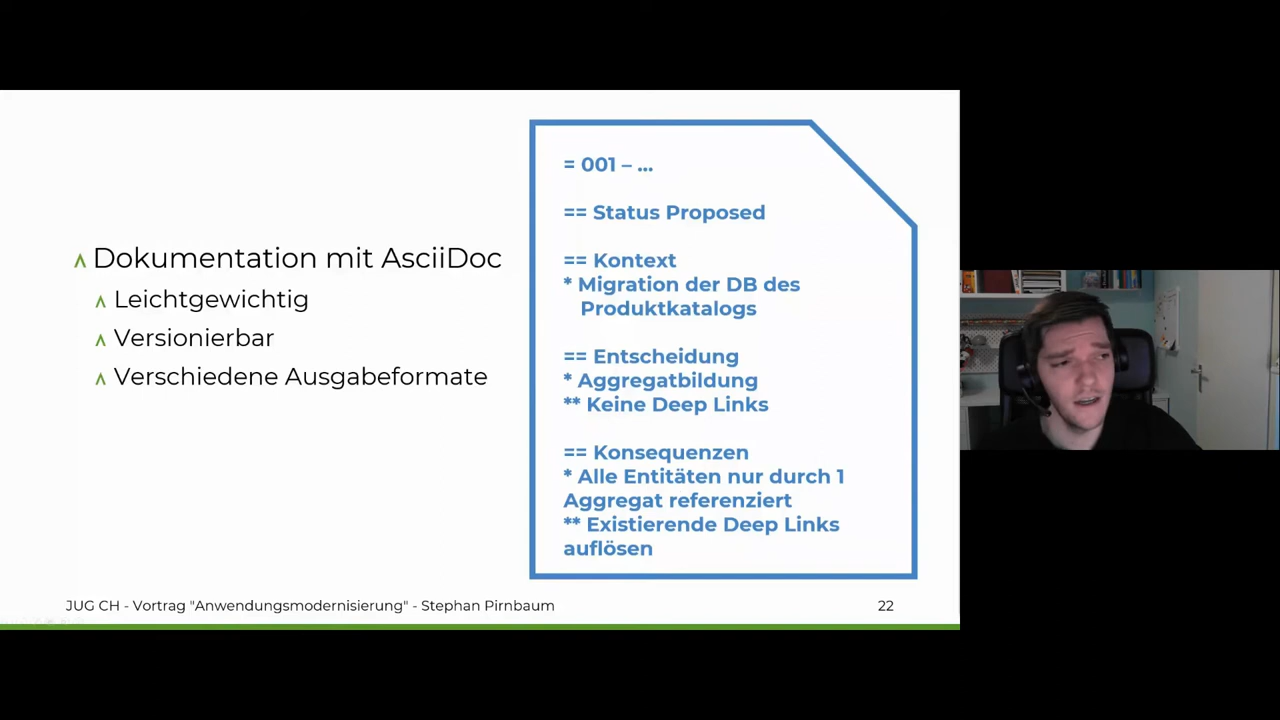 Dokumentation mit AsciiDoc
Leichtgewichtig
Versionierbar
Verschiedene Ausgabeformate
= 001 – ...
== Status Proposed
== Kontext
* Migration der DB des
Produktkatalogs
== Entscheidung
* Aggregatbildung
** Keine Deep Links
== Konsequenzen
* Alle Entitäten nur durch 1
Aggregat referenziert
** Existierende Deep Links
auflösen
JUG CH - Vortrag "Anwendungsmodernisierung" - Stephan Pirnbaum
22